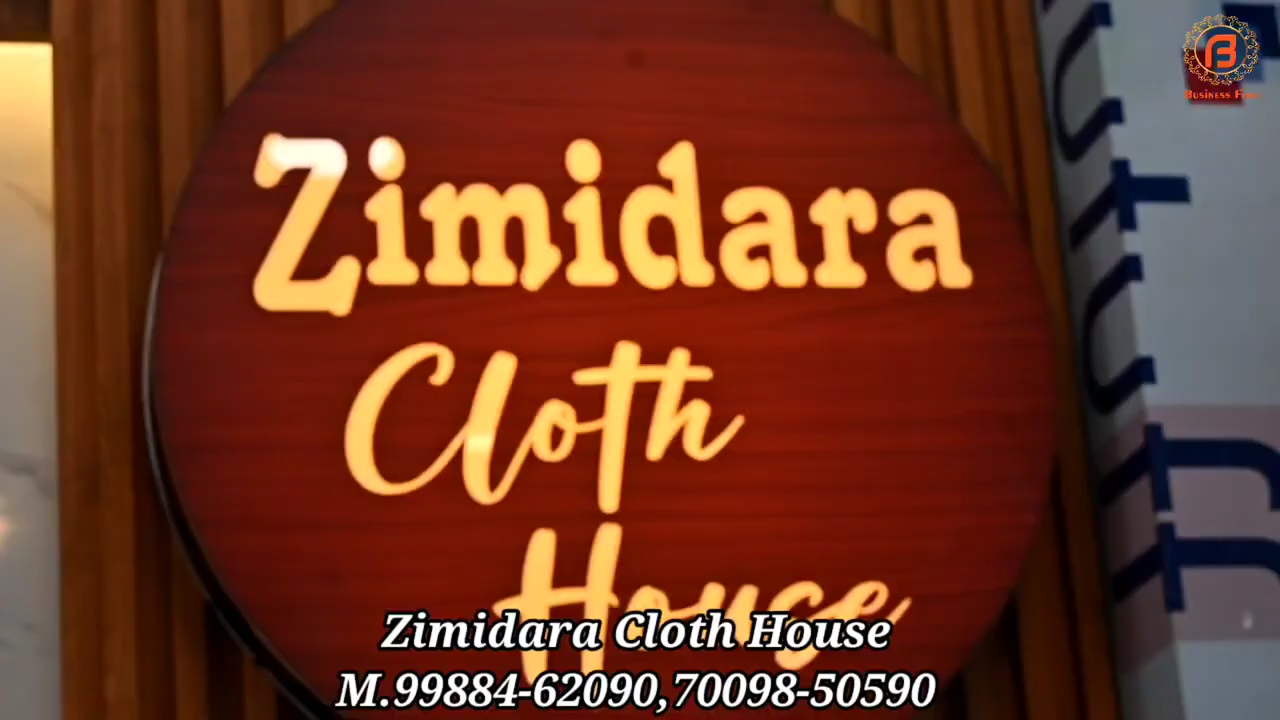 Zimidara
Cloth
House
Zimidara Cloth House
M.99884-62090,70098-50590